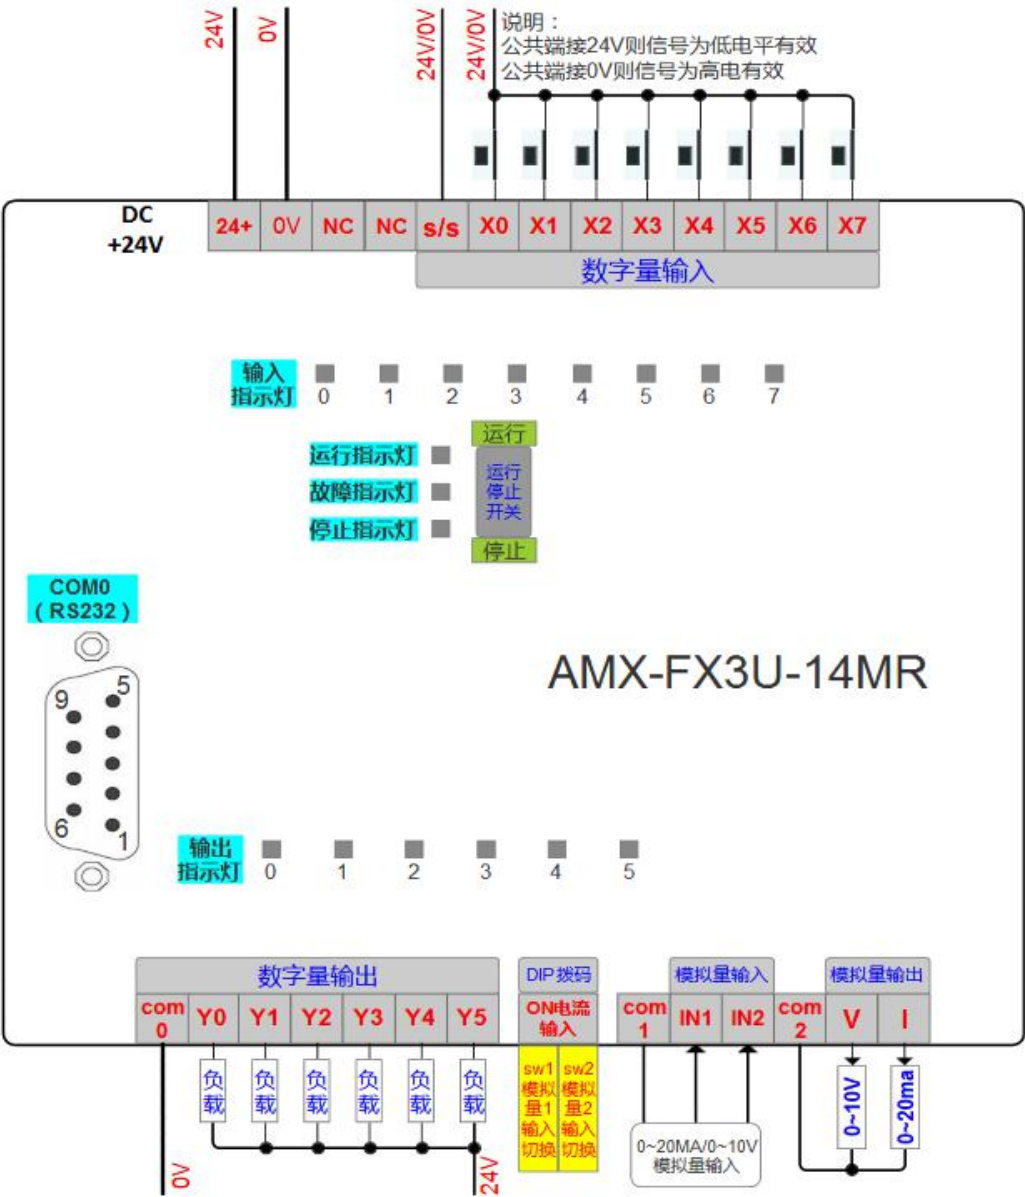 24V
0V
24V/0V
24V/0V
说明：
公共端接24V则信号为低电平有效
公共端接0V则信号为高电有效
DC
+24V
24+ 0V NC NC s/s X0 X1 X2 X3 X4 X5 X6 X7
数字量输入
输入
指示灯
0 1 2 3 4 5 6 7
运行
运行指示灯
故障指示灯
停止指示灯
运行
停止
开关
停止
COM0
(RS232)
5
9
6
1
AMX-FX3U-14MR
输出
指示灯
0 1 2 3 4 5
数字量输出
com
0
Y0 Y1 Y2 Y3 Y4 Y5
负载
负载
负载
负载
负载
负载
0V
24V
DIP拨码
ON电流
输入
sw1
模拟
量1
输入
切换
sw2
模拟
量2
输入
切换
模拟量输入
com
1
IN1 IN2
0~20MA/0~10V
模拟量输入
模拟量输出
com
2
V I
0~10V
0~20ma